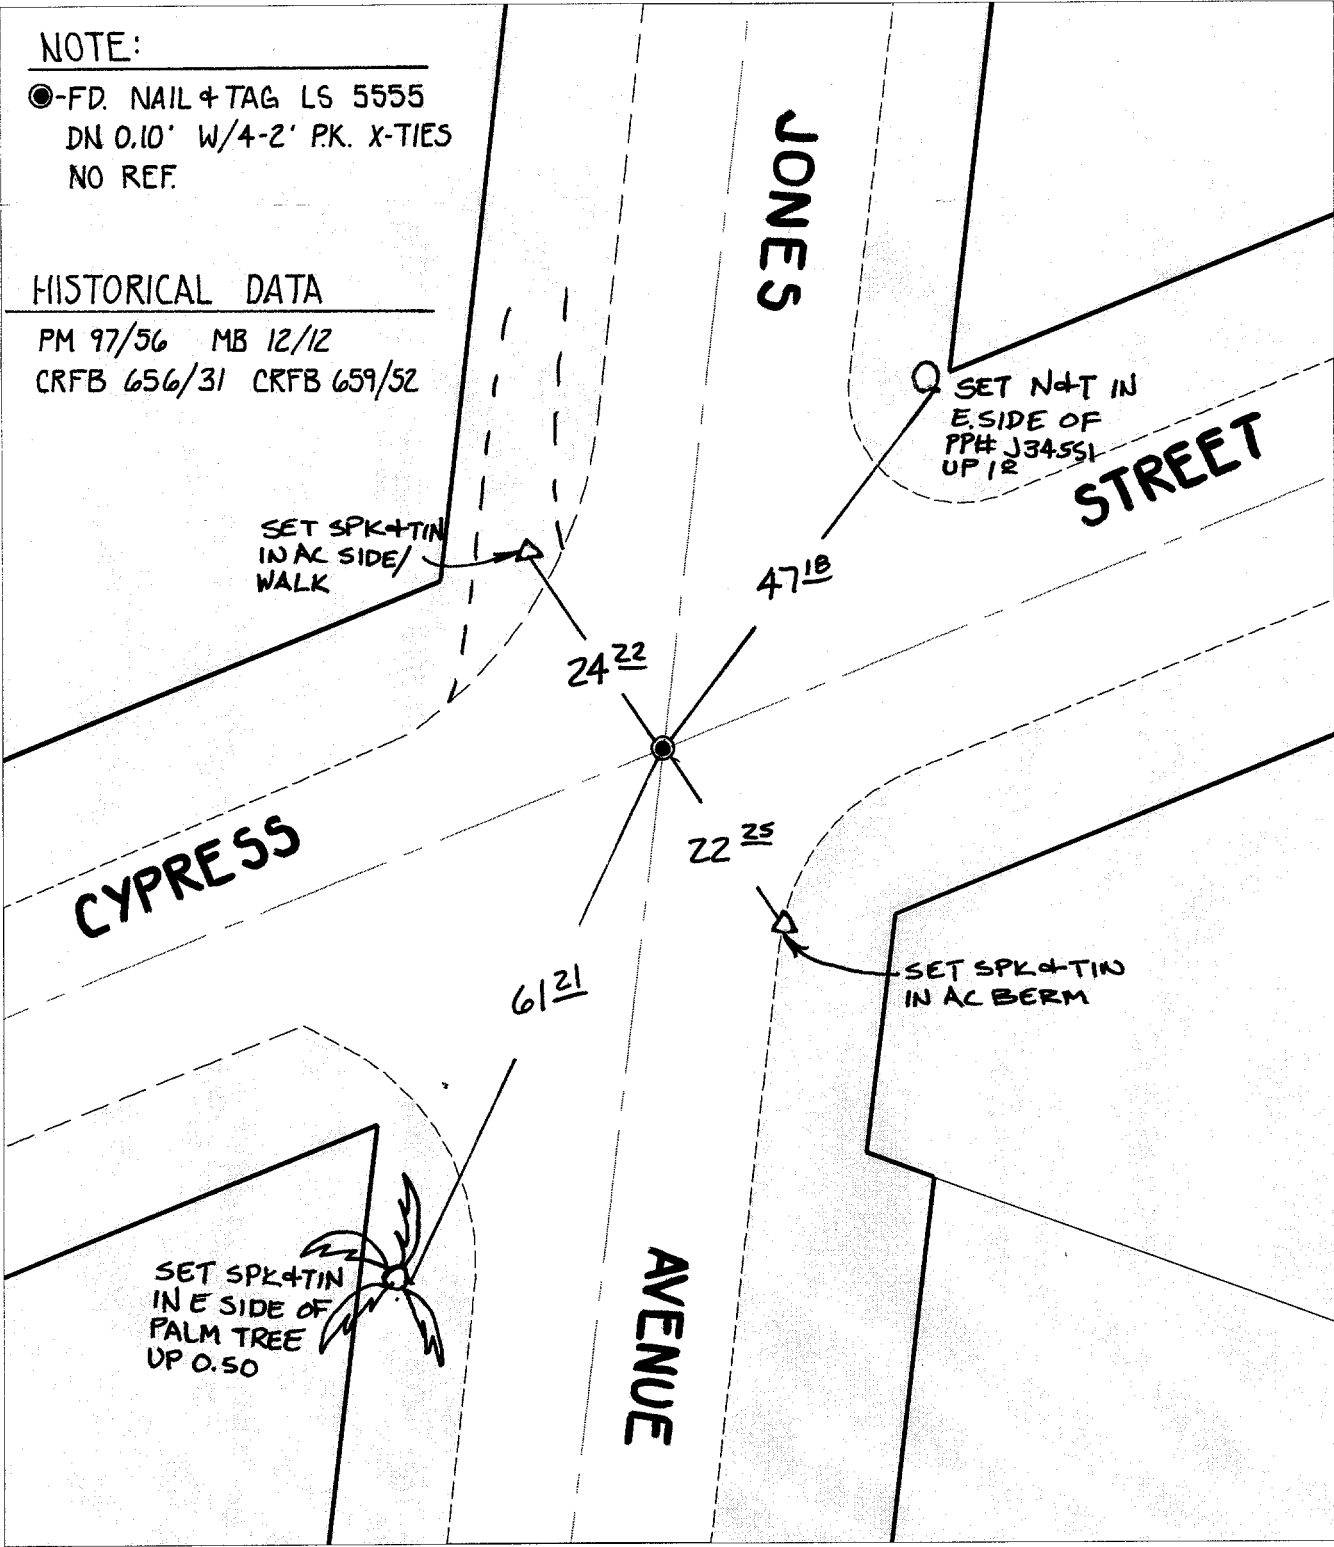 NOTE:
-FD. NAIL & TAG LS 5555
DN 0.10' W/4-2' P.K. X-TIES
NO REF.
HISTORICAL DATA
PM 97/56 MB 12/12
CRFB 656/31 CRFB 659/52
JONES
SET N&T IN
E. SIDE OF
PP# J345S1
UP 12
STREET
SET SPK & TIN
IN AC SIDE/
WALK
47 18
24 22
22 25
CYPRESS
SET SPK & TIN
IN AC BERM
61 21
AVENUE
SET SPK & TIN
IN E SIDE OF
PALM TREE
UP 0.50